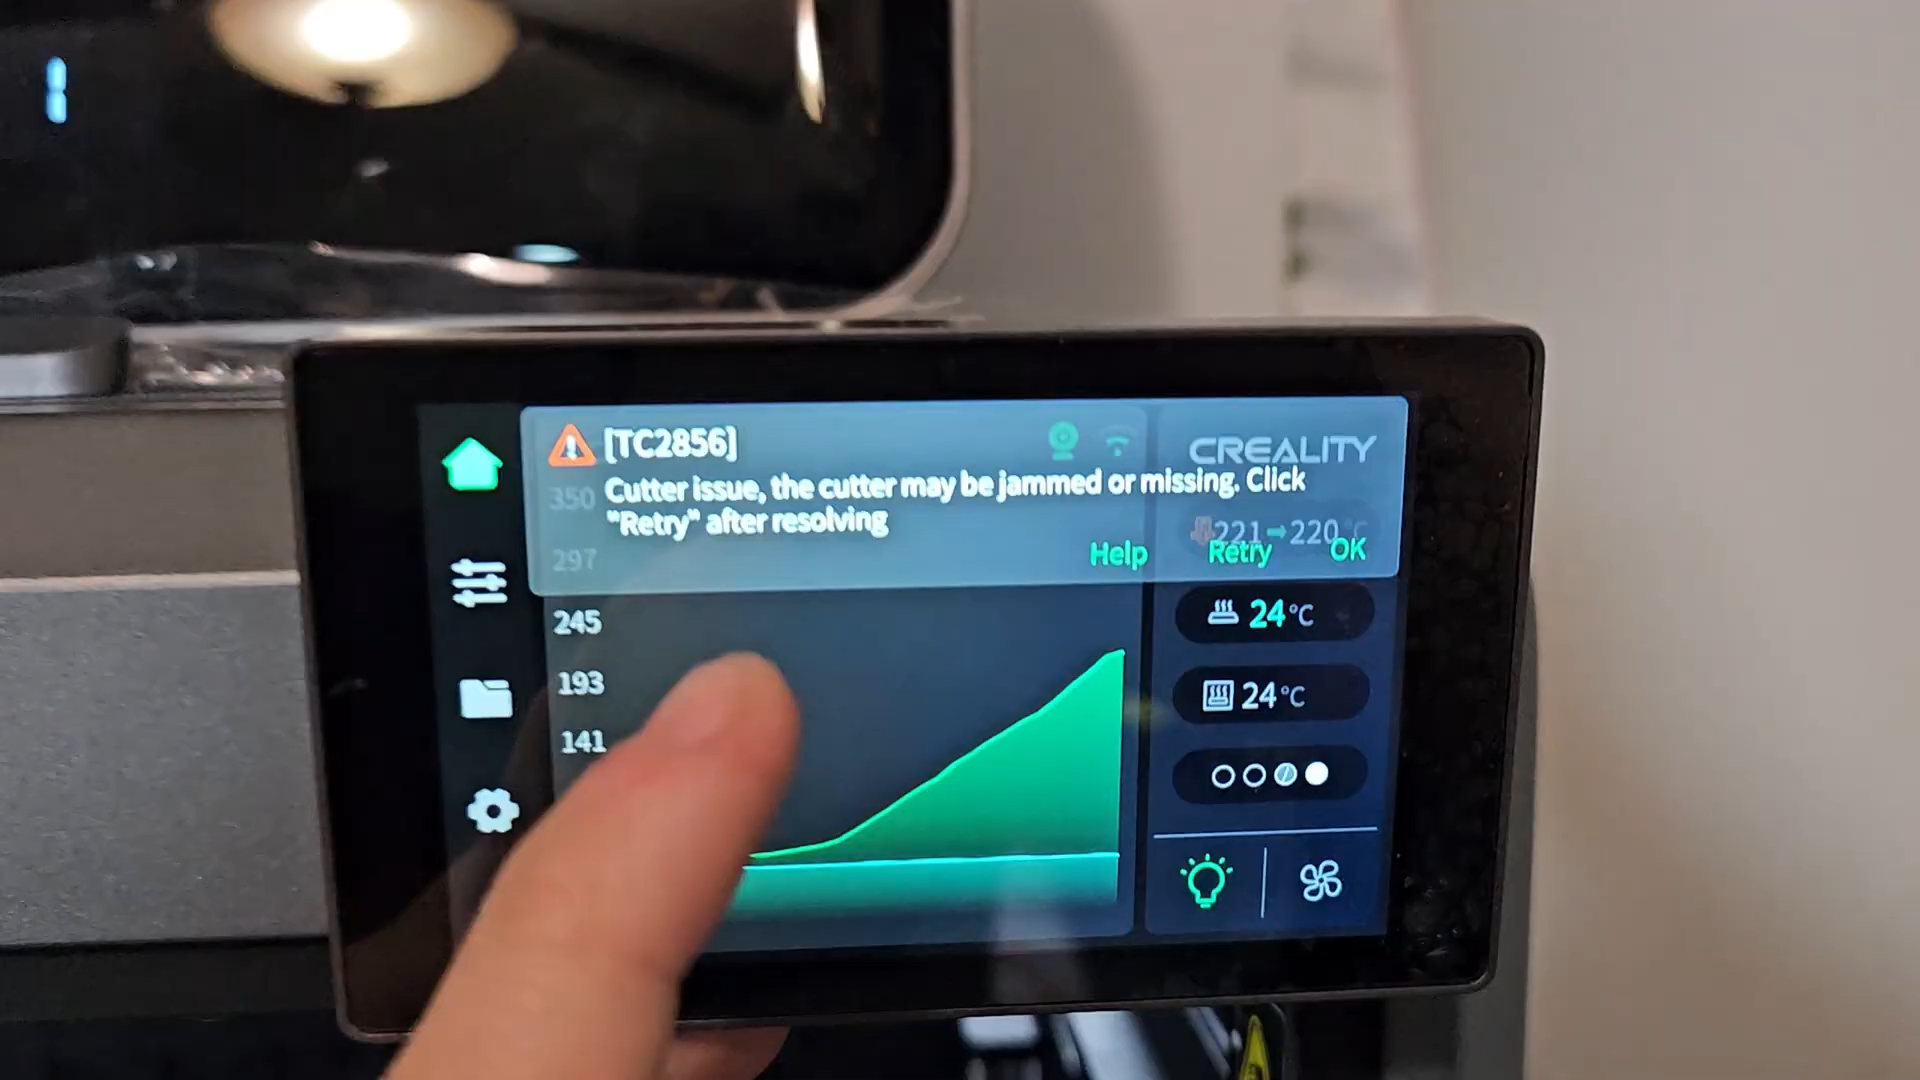 [TC2856]
CREALITY
Cutter issue, the cutter may be jammed or missing. Click
"Retry" after resolving
350
221→220°C
Help Retry OK
297
245
24°C
193
24°C
141